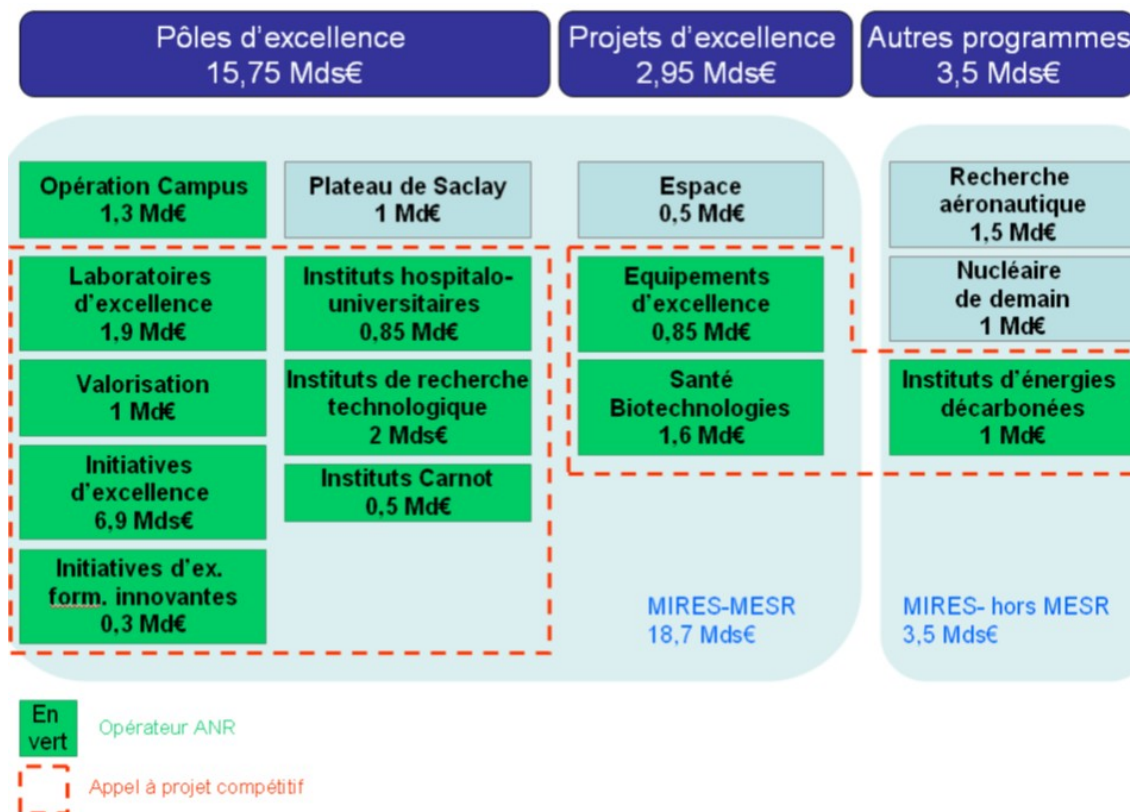 Pôles d'excellence
15,75 Mds€
Projets d'excellence
2,95 Mds€
Autres programmes
3,5 Mds€
Opération Campus
1,3 Md€
Plateau de Saclay
1 Md€
Espace
0,5 Md€
Recherche
aéronautique
1,5 Md€
Laboratoires
d'excellence
1,9 Md€
Instituts hospitalo-
universitaires
0,85 Md€
Equipements
d'excellence
0,85 Md€
Nucléaire
de demain
1 Md€
Valorisation
1 Md€
Instituts de recherche
technologique
2 Mds€
Santé
Biotechnologies
1,6 Md€
Instituts d'énergies
décarbonées
1 Md€
Initiatives
d'excellence
6,9 Mds€
Instituts Carnot
0,5 Md€
Initiatives d'ex.
form. innovantes
0,3 Md€
MIRES-MESR
18,7 Mds€
MIRES- hors MESR
3,5 Mds€
En
vert
Opérateur ANR
Appel à projet compétitif